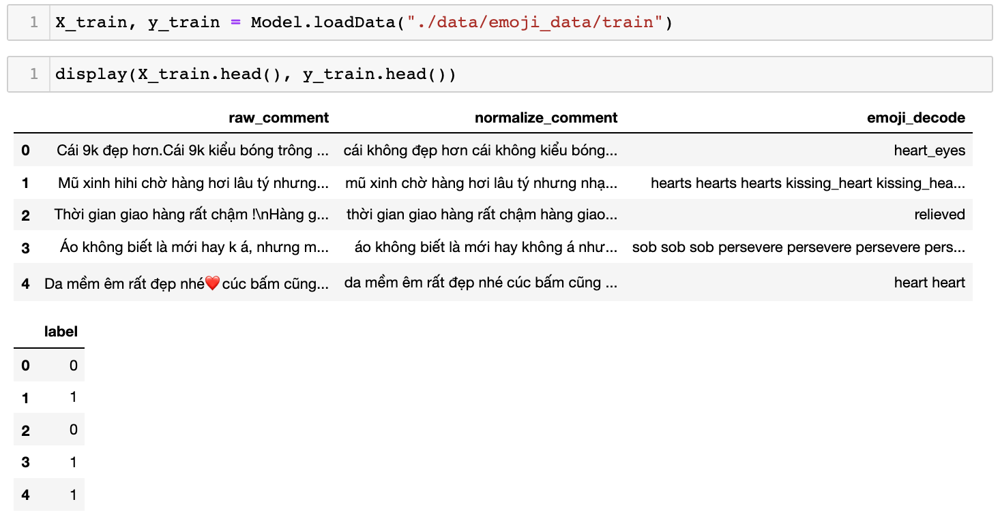 1 X_train, y_train = Model.loadData("./data/emoji_data/train")
1 display(X_train.head(), y_train.head())
raw_comment normalize_comment emoji_decode
0 Cái 9k đẹp hơn.Cái 9k kiểu bóng trông ... cái không đẹp hơn cái không kiểu bóng... heart_eyes
1 Mũ xinh hihi chờ hàng hơi lâu tý nhưng... mũ xinh chờ hàng hơi lâu tý nhưng nhạ... hearts hearts hearts kissing_heart kissing_hea...
2 Thời gian giao hàng rất chậm !\nHàng g... thời gian giao hàng rất chậm hàng giao... relieved
3 Áo không biết là mới hay k á, nhưng m... áo không biết là mới hay không á như... sob sob sob persevere persevere persevere pers...
4 Da mềm êm rất đẹp nhé❤️cúc bấm cũng... da mềm êm rất đẹp nhé cúc bấm cũng ... heart heart
label
0 0
1 1
2 0
3 1
4 1